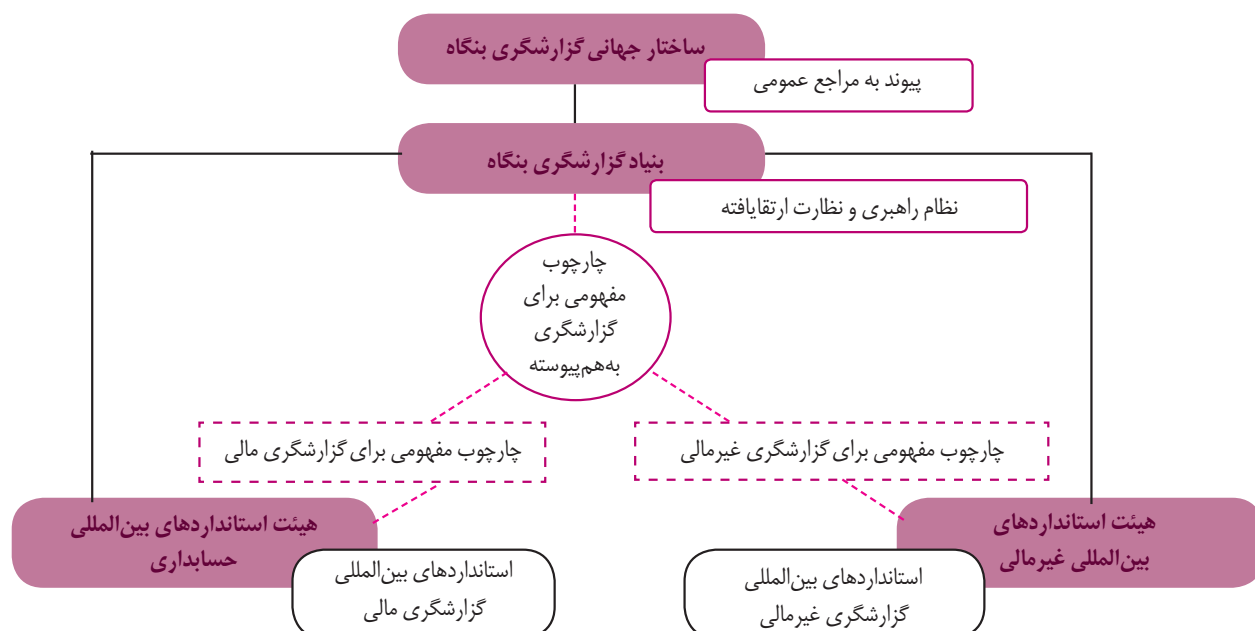 ساختار جهانی گزارشگری بنگاه
پیوند به مراجع عمومی
بنیاد گزارشگری بنگاه
نظام راهبری و نظارت ارتقایافته
چارچوب
مفهومی برای
گزارشگری
به‌هم‌پیوسته
چارچوب مفهومی برای گزارشگری غیرمالی
چارچوب مفهومی برای گزارشگری مالی
هیئت استانداردهای
بین‌المللی غیرمالی
استانداردهای بین‌المللی
گزارشگری غیرمالی
هیئت استانداردهای بین‌المللی
حسابداری
استانداردهای بین‌المللی
گزارشگری مالی